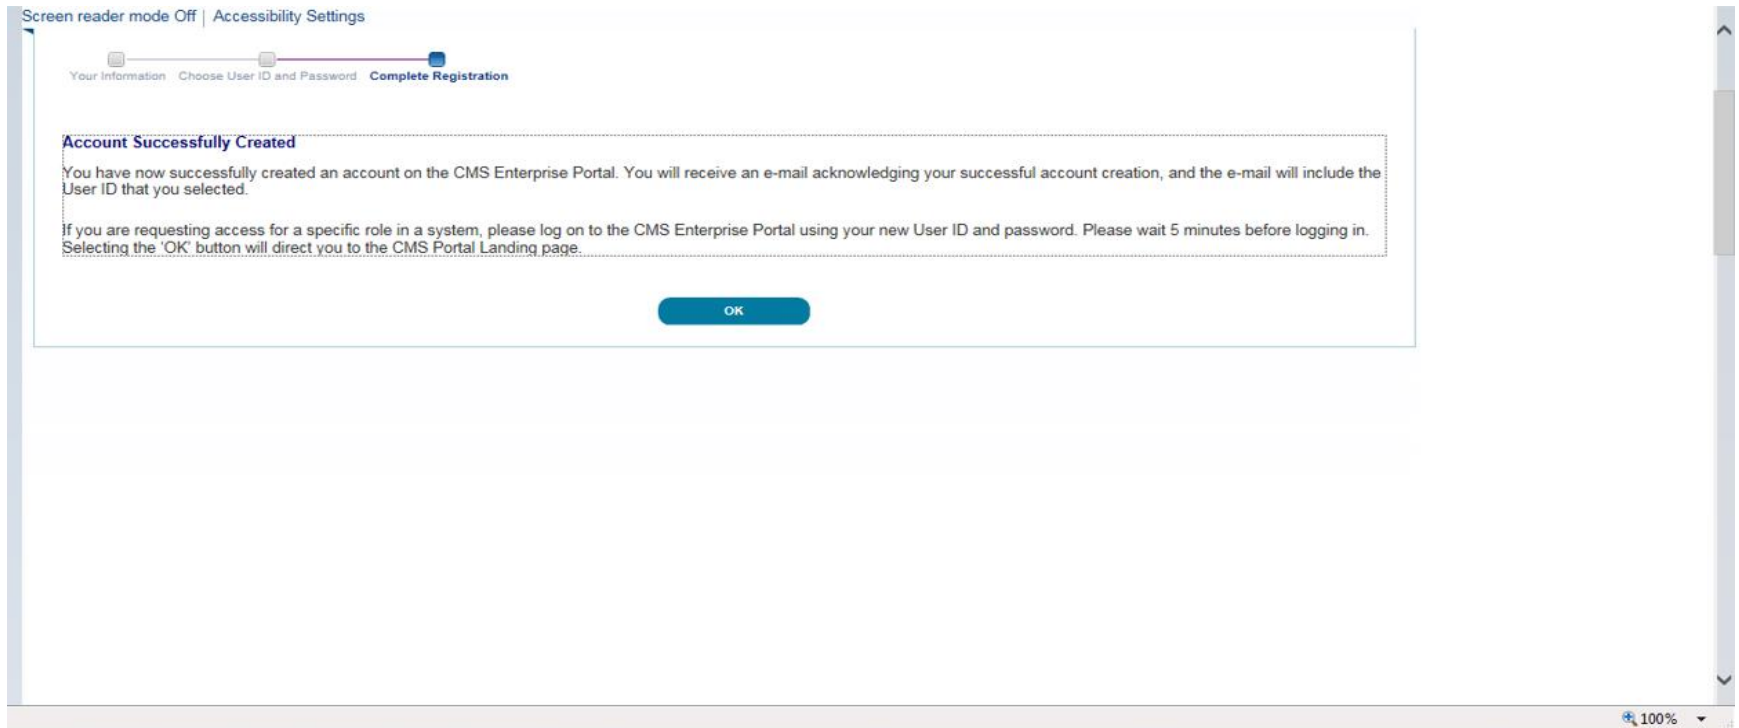 Screen reader mode Off | Accessibility Settings
Your Information Choose User ID and Password Complete Registration
Account Successfully Created
You have now successfully created an account on the CMS Enterprise Portal. You will receive an e-mail acknowledging your successful account creation, and the e-mail will include the
User ID that you selected.
If you are requesting access for a specific role in a system, please log on to the CMS Enterprise Portal using your new User ID and password. Please wait 5 minutes before logging in.
Selecting the 'OK' button will direct you to the CMS Portal Landing page.
OK
100%